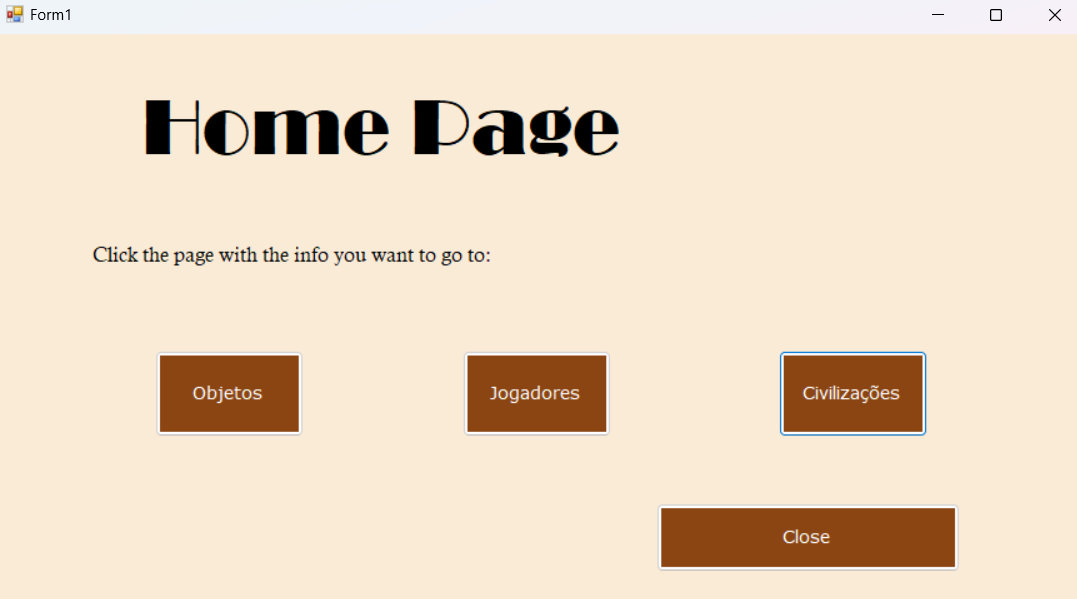 Form1
Home Page
Click the page with the info you want to go to:
Objetos
Jogadores
Civilizações
Close